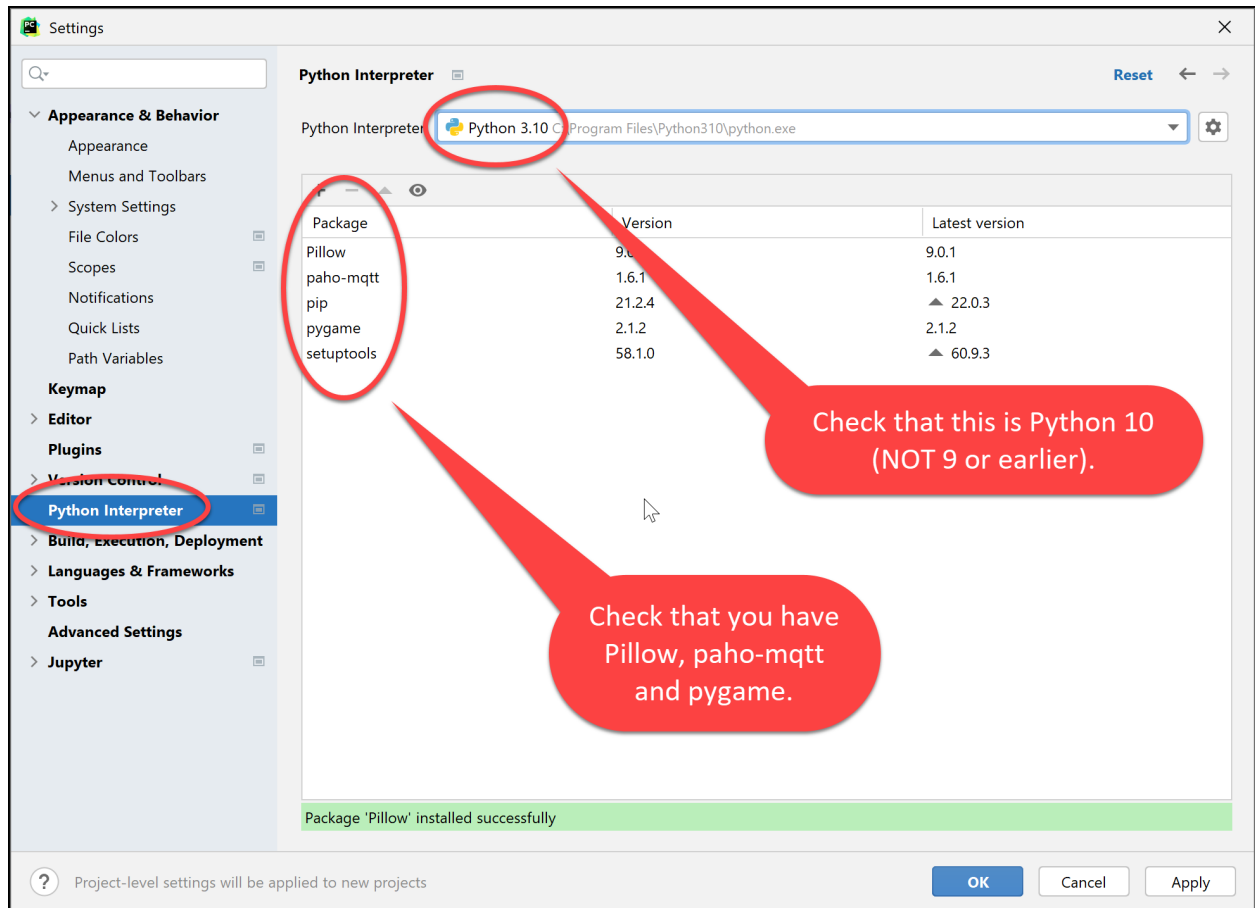 Settings
Python Interpreter
Reset
Appearance & Behavior
Python Interpreter Python 3.10 C:\Program Files\Python310\python.exe
Appearance
Menus and Toolbars
System Settings
File Colors
Scopes
Notifications
Quick Lists
Path Variables
Keymap
Editor
Plugins
Version Control
Python Interpreter
Build, Execution, Deployment
Languages & Frameworks
Tools
Advanced Settings
Jupyter
Package Version Latest version
Pillow 9.0.1
paho-mqtt 1.6.1 1.6.1
pip 21.2.4 22.0.3
pygame 2.1.2 2.1.2
setuptools 58.1.0 60.9.3
Check that this is Python 10
(NOT 9 or earlier).
Check that you have
Pillow, paho-mqtt
and pygame.
Package 'Pillow' installed successfully
? Project-level settings will be applied to new projects
OK Cancel Apply